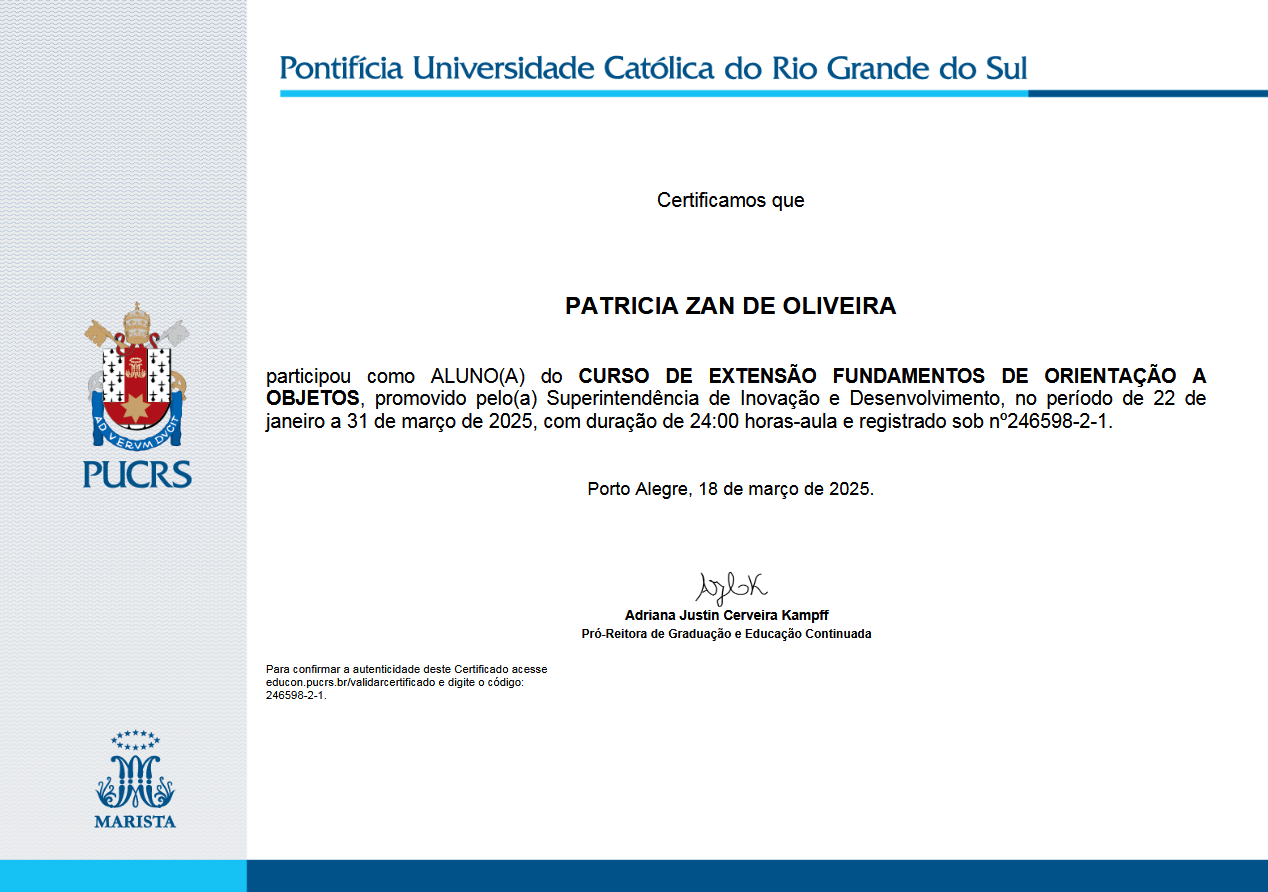 Pontifícia Universidade Católica do Rio Grande do Sul
Certificamos que
PATRICIA ZAN DE OLIVEIRA
participou como ALUNO(A) do CURSO DE EXTENSÃO FUNDAMENTOS DE ORIENTAÇÃO A
OBJETOS, promovido pelo(a) Superintendência de Inovação e Desenvolvimento, no período de 22 de
janeiro a 31 de março de 2025, com duração de 24:00 horas-aula e registrado sob nº246598-2-1.
AD VERVM DVCIT
PUCRS
Porto Alegre, 18 de março de 2025.
Adriana Justin Cerveira Kampff
Pró-Reitora de Graduação e Educação Continuada
Para confirmar a autenticidade deste Certificado acesse
educon.pucrs.br/validarcertificado e digite o código:
246598-2-1.
MARISTA